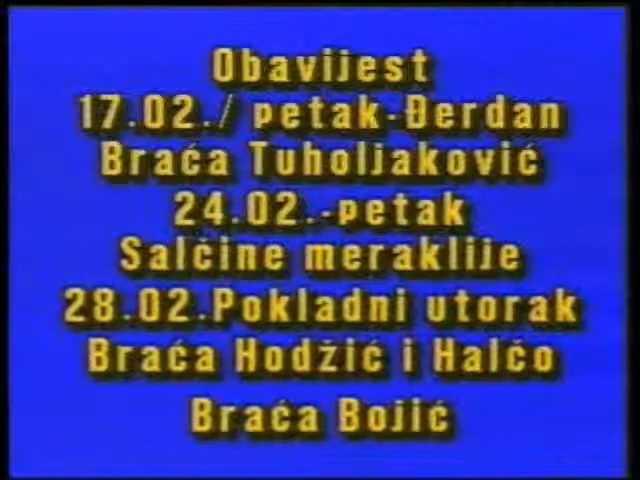 Obavijest
17.02./ petak-Đerdan
Braća Tuholjaković
24.02.-petak
Salčine meraklije
28.02.Pokladni utorak
Braća Hodžić i Halčo
Braća Bojić